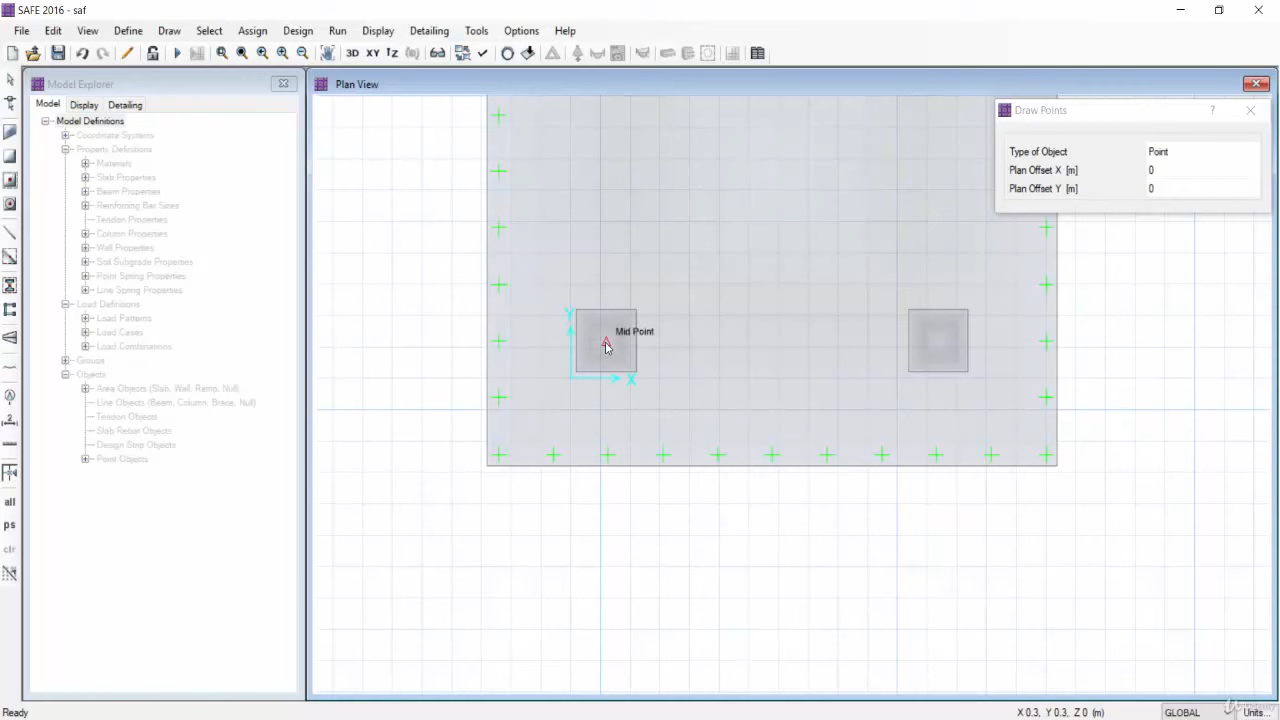 SAFE 2016 - saf
File Edit View Define Draw Select Assign Design Run Display Detailing Tools Options Help
3D XY
Model Explorer
Model Display Detailing
Model Definitions
Coordinate Systems
Property Definitions
Materials
Slab Properties
Beam Properties
Reinforcing Bar Sizes
Tendon Properties
Column Properties
Wall Properties
Soil Subgrade Properties
Point Spring Properties
Line Spring Properties
Load Definitions
Load Patterns
Load Cases
Load Combinations
Groups
Objects
Area Objects (Slab, Wall, Ramp, Null)
Line Objects (Beam, Column, Brace, Null)
Tendon Objects
Slab Rebar Objects
Design Strip Objects
Point Objects
all
ps
clr
Plan View
Y
Mid Point
X
Draw Points ?
Type of Object Point
Plan Offset X [m] 0
Plan Offset Y [m] 0
Ready X 0.3, Y 0.3, Z 0 (m) GLOBAL Units...